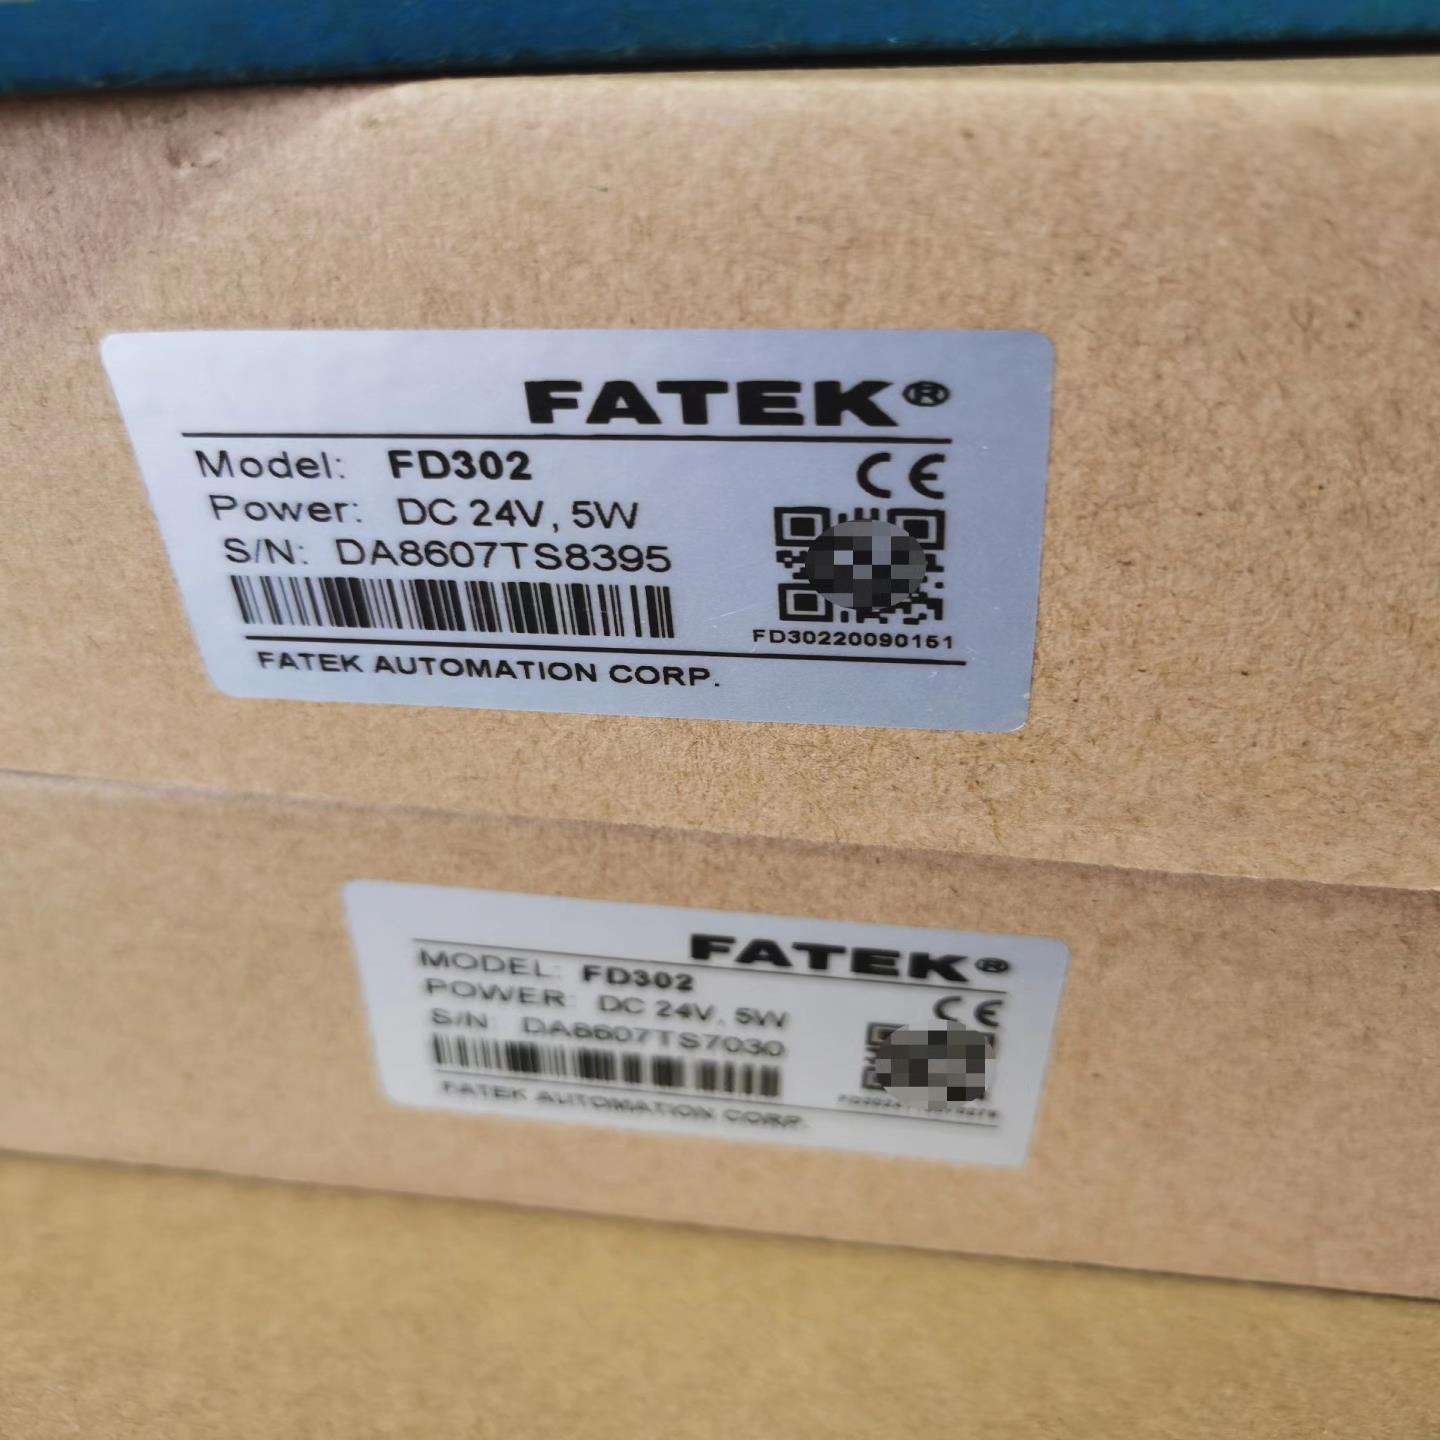 FATEK®
Model: FD302
Power: DC 24V, 5W
S/N: DA8607TS8395
CE
FD30220090151
FATEK AUTOMATION CORP.
FATEK®
MODEL: FD302
POWER: DC 24V, 5W
S/N: DA8607TS7030
CE
FATEK AUTOMATION CORP.